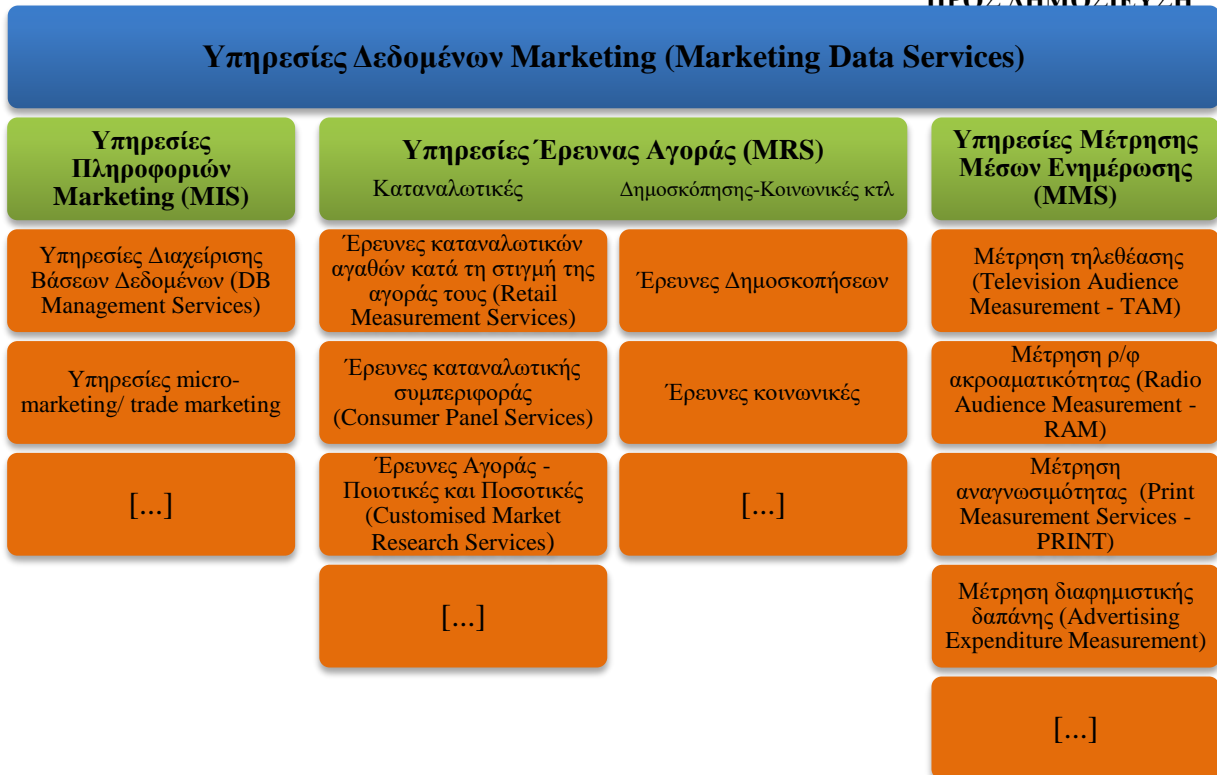 ΠΡΟΣ ΔΗΜΟΣΙΕΥΣΗ
Υπηρεσίες Δεδομένων Marketing (Marketing Data Services)
Υπηρεσίες
Πληροφοριών
Marketing (MIS)
Υπηρεσίες Διαχείρισης
Βάσεων Δεδομένων (DB
Management Services)
Υπηρεσίες micro-
marketing/ trade marketing
[...]
Υπηρεσίες Έρευνας Αγοράς (MRS)
Καταναλωτικές
Έρευνες καταναλωτικών
αγαθών κατά τη στιγμή της
αγοράς τους (Retail
Measurement Services)
Έρευνες καταναλωτικής
συμπεριφοράς
(Consumer Panel Services)
Έρευνες Αγοράς -
Ποιοτικές και Ποσοτικές
(Customised Market
Research Services)
[...]
Δημοσκόπησης-Κοινωνικές κτλ
Έρευνες Δημοσκοπήσεων
Έρευνες κοινωνικές
[...]
Υπηρεσίες Μέτρησης
Μέσων Ενημέρωσης
(MMS)
Μέτρηση τηλεθέασης
(Television Audience
Measurement - TAM)
Μέτρηση ρ/φ
ακροαματικότητας (Radio
Audience Measurement -
RAM)
Μέτρηση
αναγνωσιμότητας (Print
Measurement Services -
PRINT)
Μέτρηση διαφημιστικής
δαπάνης (Advertising
Expenditure Measurement)
[...]